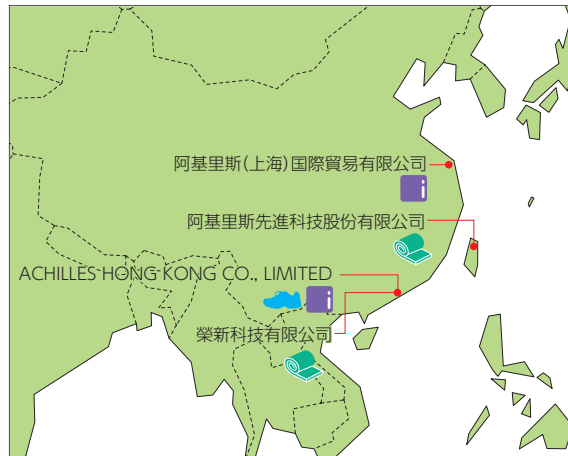 阿基里斯(上海)国際貿易有限公司
i
阿基里斯先進科技股份有限公司
ACHILLES HONG KONG CO., LIMITED
i
榮新科技有限公司